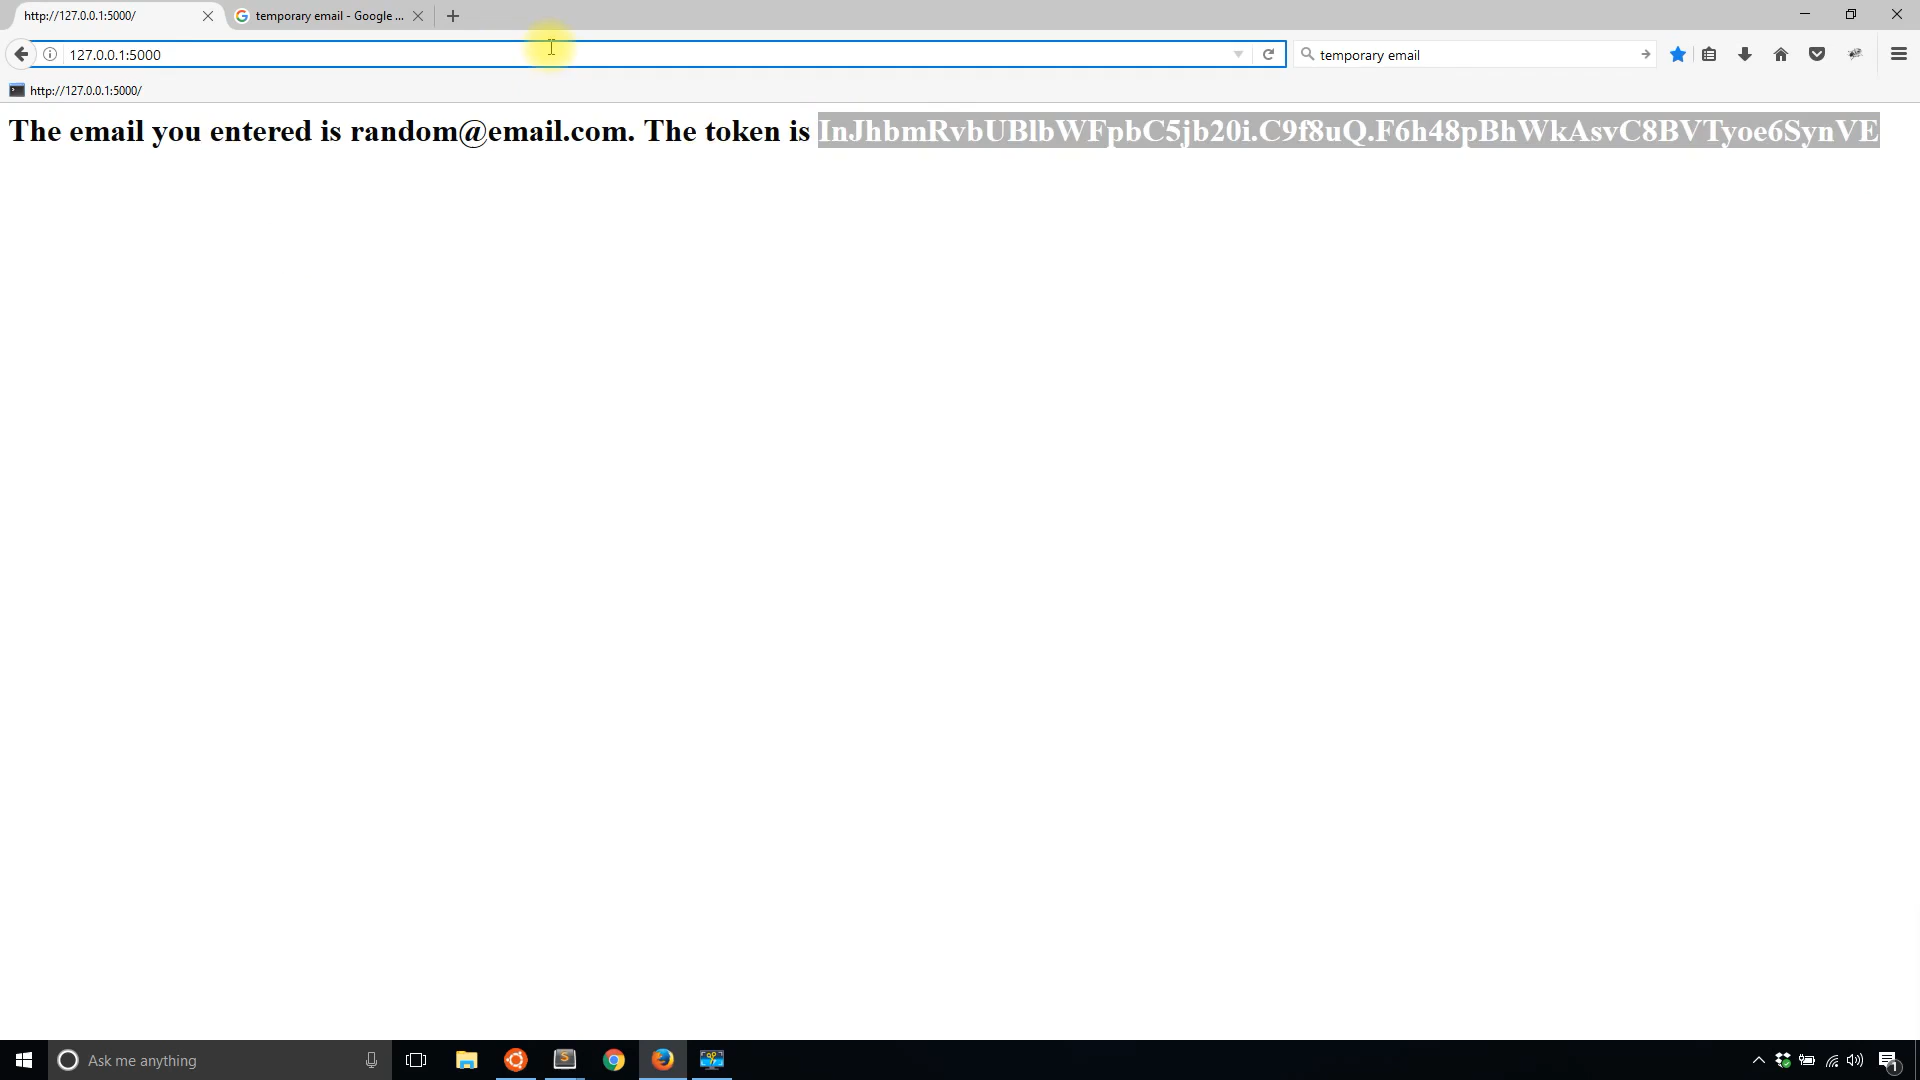 http://127.0.0.1:5000/
temporary email - Google ...
127.0.0.1:5000
temporary email
http://127.0.0.1:5000/
The email you entered is random@email.com. The token is InJhbmRvbUBlbWFpbC5jb20i.C9f8uQ.F6h48pBhWkAsvC8BVTyoe6SynVE
Ask me anything
1